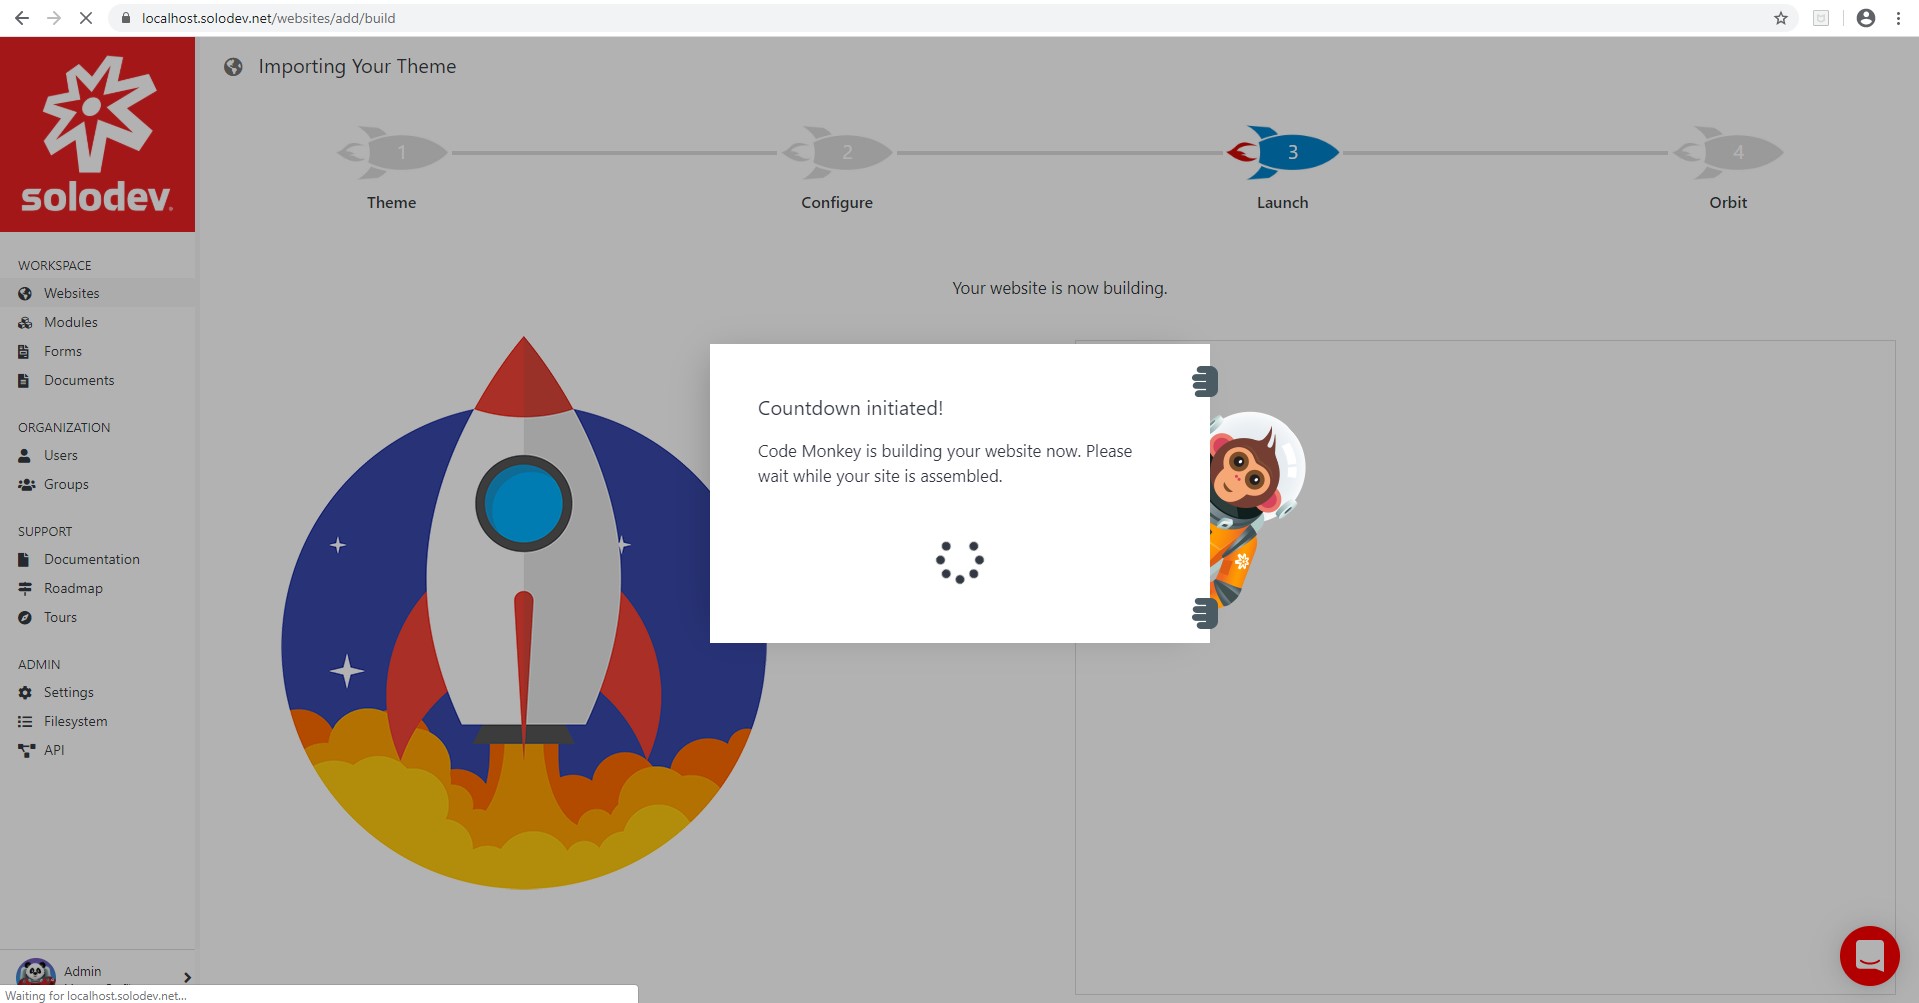 localhost.solodev.net/websites/add/build
solodev
Importing Your Theme
1
2
3
4
Theme
Configure
Launch
Orbit
WORKSPACE
Websites
Modules
Forms
Documents
ORGANIZATION
Users
Groups
SUPPORT
Documentation
Roadmap
Tours
ADMIN
Settings
Filesystem
API
Your website is now building.
Countdown initiated!
Code Monkey is building your website now. Please
wait while your site is assembled.
Admin
Waiting for localhost.solodev.net...